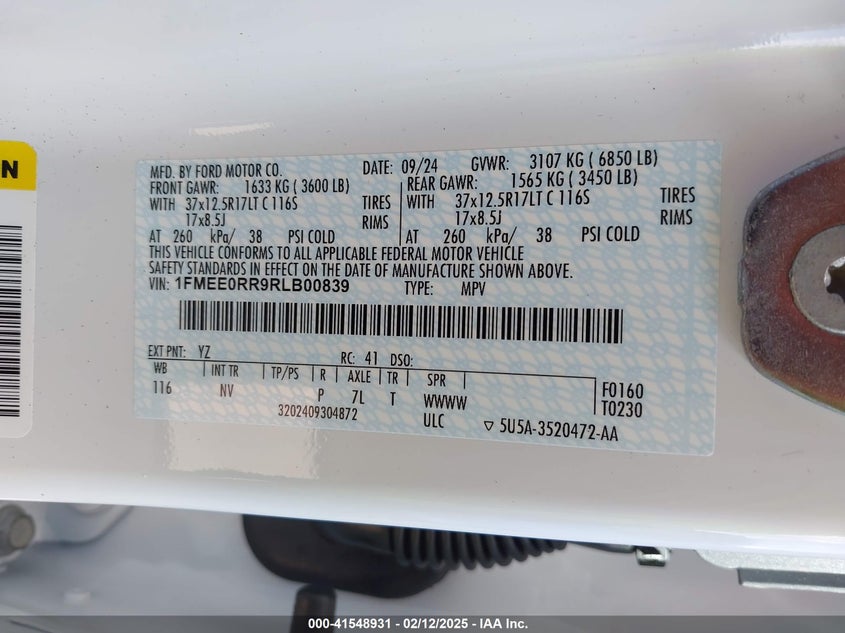 N
MFD. BY FORD MOTOR CO. DATE: 09/24 GVWR: 3107 KG ( 6850 LB)
FRONT GAWR: 1633 KG ( 3600 LB) REAR GAWR: 1565 KG ( 3450 LB)
WITH 37x12.5R17LT C 116S TIRES WITH 37x12.5R17LT C 116S TIRES
17x8.5J RIMS 17x8.5J RIMS
AT 260 kPa/ 38 PSI COLD AT 260 kPa/ 38 PSI COLD
THIS VEHICLE CONFORMS TO ALL APPLICABLE FEDERAL MOTOR VEHICLE
SAFETY STANDARDS IN EFFECT ON THE DATE OF MANUFACTURE SHOWN ABOVE.
VIN: 1FMEE0RR9RLB00839 TYPE: MPV
EXT PNT: YZ RC: 41 DSO:
WB INT TR TP/PS R AXLE TR SPR F0160
116 NV P 7L T WWWW T0230
3202409304872 ULC ▽ 5U5A-3520472-AA
000-41548931 - 02/12/2025 - IAA Inc.